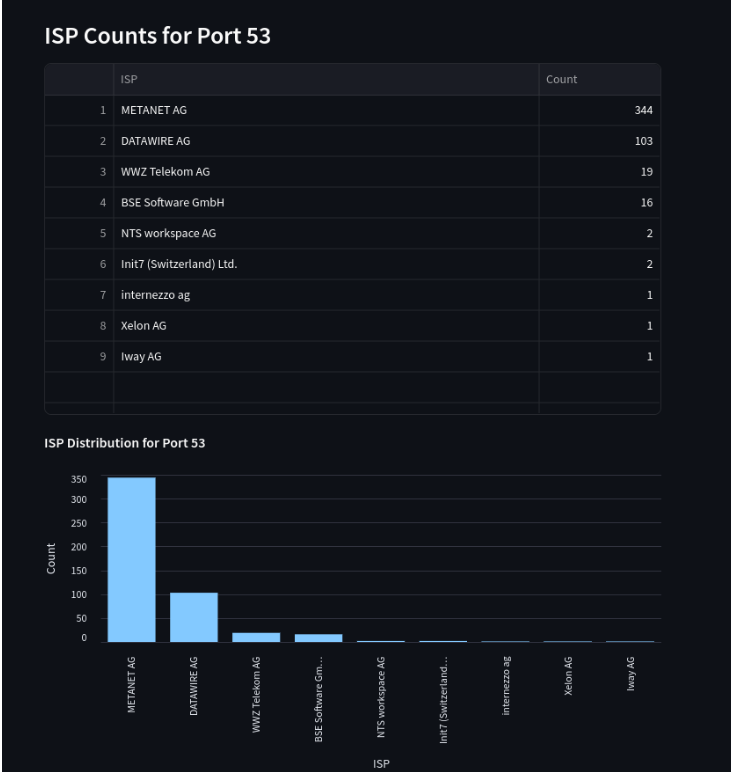 ISP Counts for Port 53
ISP Count
1 METANET AG 344
2 DATAWIRE AG 103
3 WWZ Telekom AG 19
4 BSE Software GmbH 16
5 NTS workspace AG 2
6 Init7 (Switzerland) Ltd. 2
7 internezzo ag 1
8 Xelon AG 1
9 Iway AG 1
ISP Distribution for Port 53
350
300
250
200
150
100
50
0
Count
METANET AG
DATAWIRE AG
WWZ Telekom AG
BSE Software Gm…
NTS workspace AG
Init7 (Switzerland…
internezzo ag
Xelon AG
Iway AG
ISP